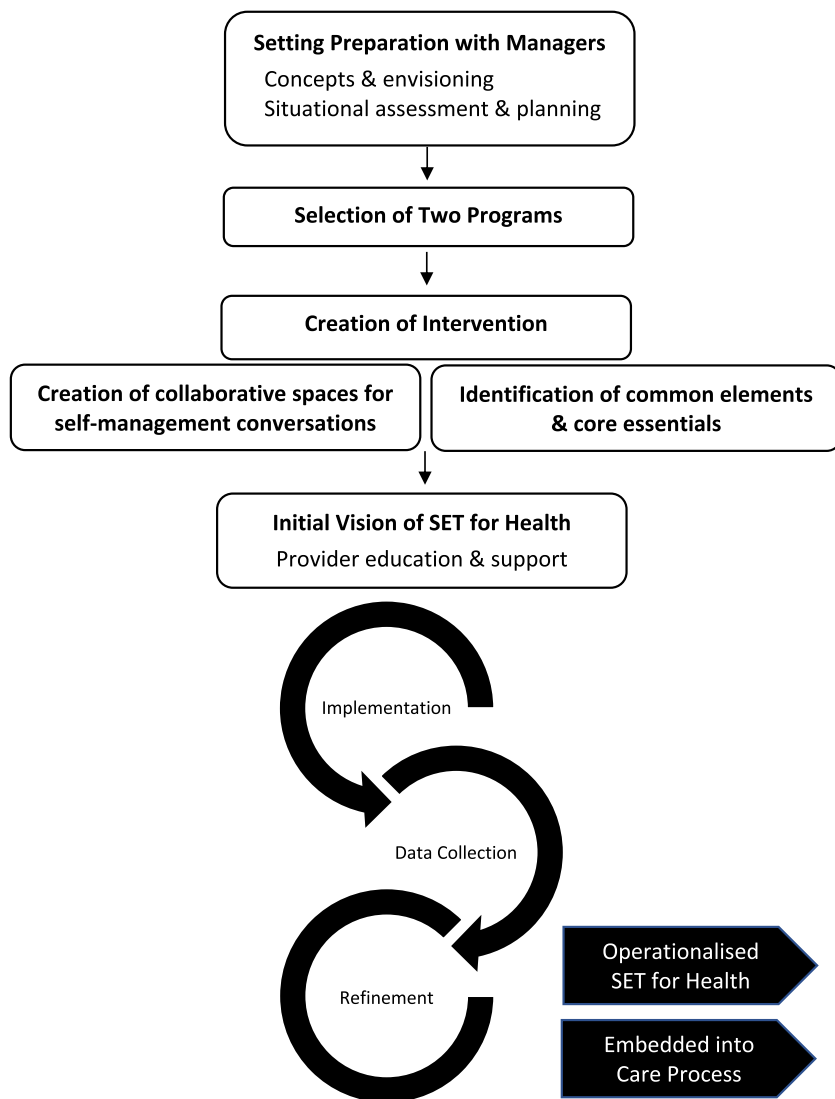 Setting Preparation with Managers
Concepts & envisioning
Situational assessment & planning
Selection of Two Programs
Creation of Intervention
Creation of collaborative spaces for
self-management conversations
Identification of common elements
& core essentials
Initial Vision of SET for Health
Provider education & support
Implementation
Data Collection
Refinement
Operationalised
SET for Health
Embedded into
Care Process